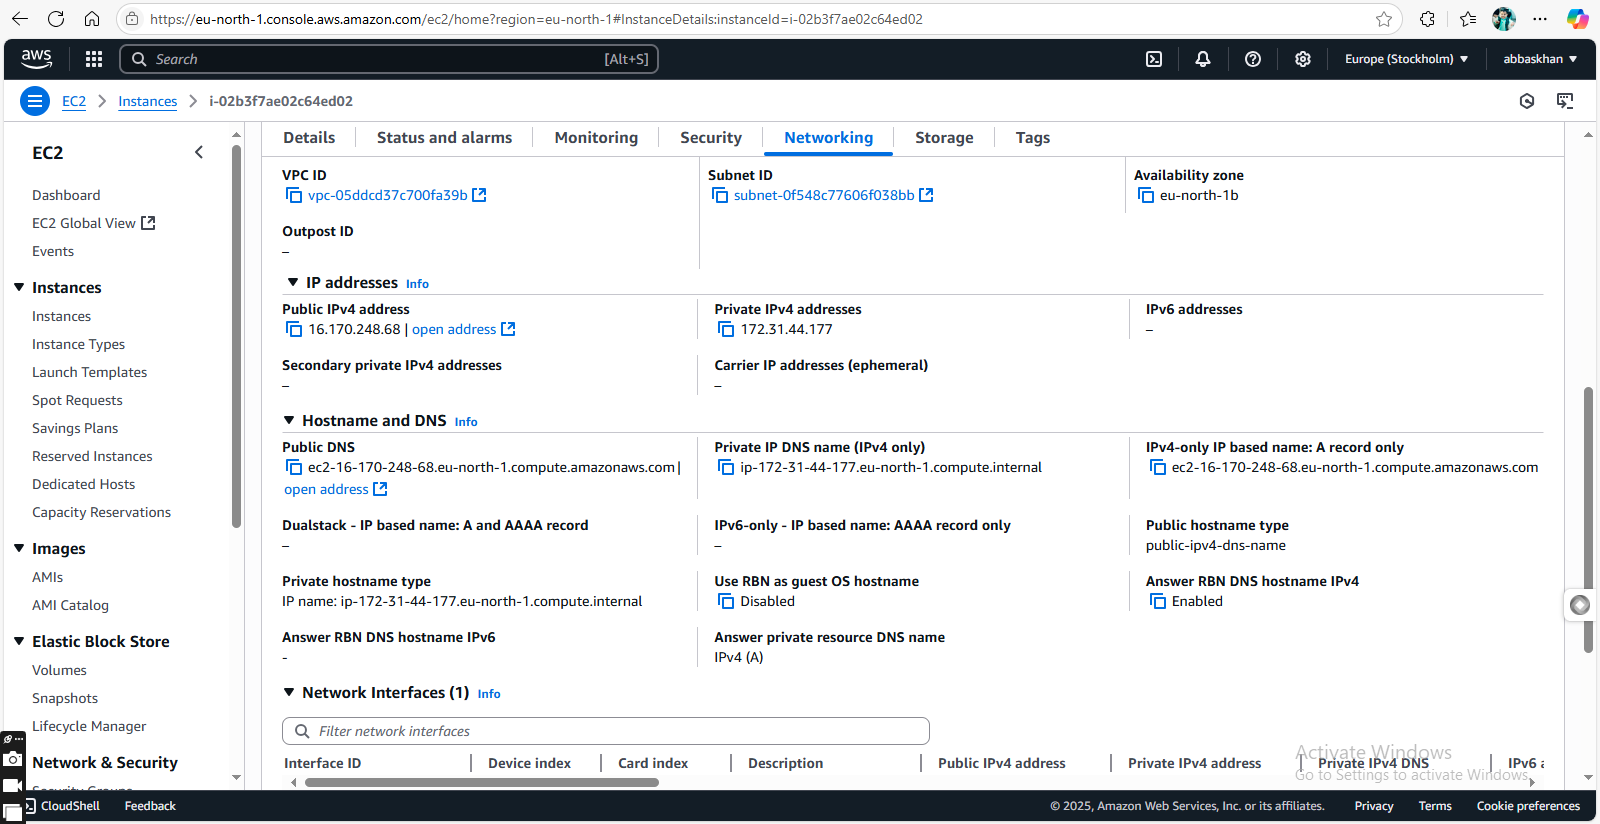 https://eu-north-1.console.aws.amazon.com/ec2/home?region=eu-north-1#InstanceDetails:instanceId=i-02b3f7ae02c64ed02
aws
Search [Alt+S]
Europe (Stockholm)
abbaskhan
EC2
Instances
i-02b3f7ae02c64ed02
EC2
Dashboard
EC2 Global View
Events
Instances
Instances
Instance Types
Launch Templates
Spot Requests
Savings Plans
Reserved Instances
Dedicated Hosts
Capacity Reservations
Images
AMIs
AMI Catalog
Elastic Block Store
Volumes
Snapshots
Lifecycle Manager
Network & Security
Security Groups
Details
Status and alarms
Monitoring
Security
Networking
Storage
Tags
VPC ID
vpc-05ddcd37c700fa39b
Subnet ID
subnet-0f548c77606f038bb
Availability zone
eu-north-1b
Outpost ID
–
IP addresses Info
Public IPv4 address
16.170.248.68 | open address
Private IPv4 addresses
172.31.44.177
IPv6 addresses
–
Secondary private IPv4 addresses
–
Carrier IP addresses (ephemeral)
–
Hostname and DNS Info
Public DNS
ec2-16-170-248-68.eu-north-1.compute.amazonaws.com |
open address
Private IP DNS name (IPv4 only)
ip-172-31-44-177.eu-north-1.compute.internal
IPv4-only IP based name: A record only
ec2-16-170-248-68.eu-north-1.compute.amazonaws.com
Dualstack - IP based name: A and AAAA record
–
IPv6-only - IP based name: AAAA record only
–
Public hostname type
public-ipv4-dns-name
Private hostname type
IP name: ip-172-31-44-177.eu-north-1.compute.internal
Use RBN as guest OS hostname
Disabled
Answer RBN DNS hostname IPv4
Enabled
Answer RBN DNS hostname IPv6
-
Answer private resource DNS name
IPv4 (A)
Network Interfaces (1) Info
Filter network interfaces
Interface ID
Device index
Card index
Description
Public IPv4 address
Private IPv4 address
Private IPv4 DNS
IPv6 a
Activate Windows
Go to Settings to activate Windows.
CloudShell
Feedback
© 2025, Amazon Web Services, Inc. or its affiliates.
Privacy
Terms
Cookie preferences